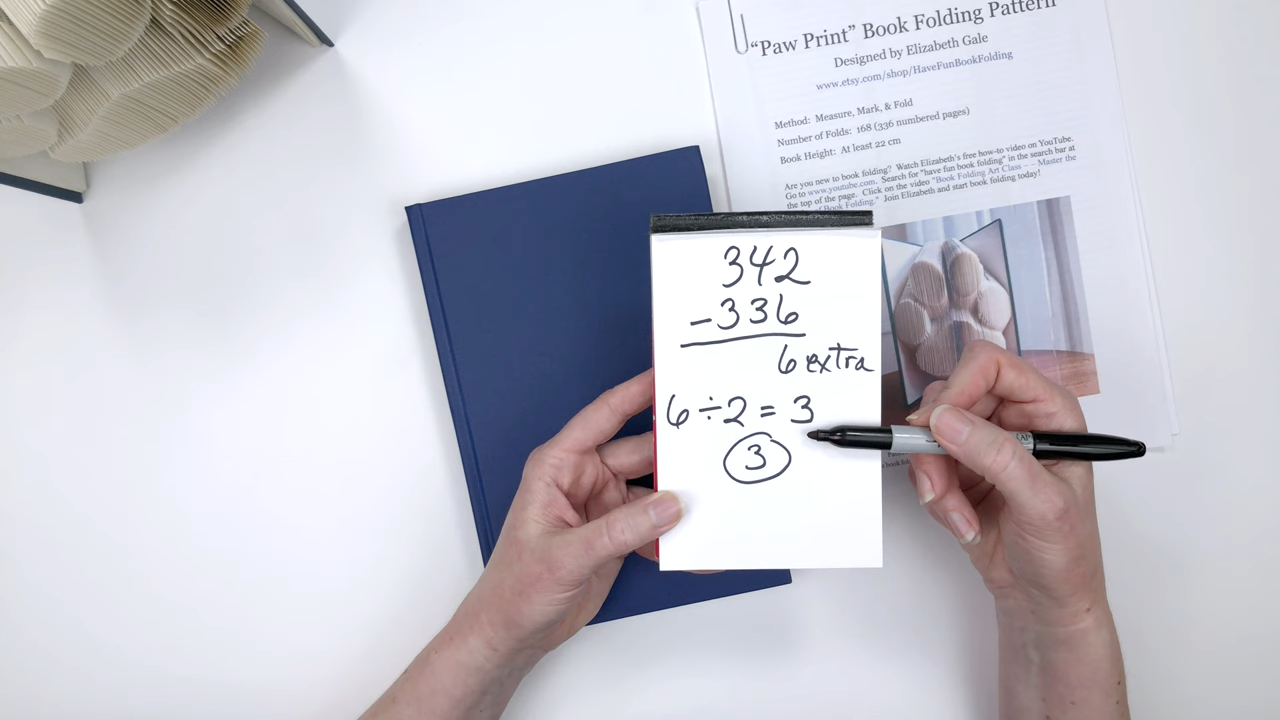 "Paw Print" Book Folding Pattern
Designed by Elizabeth Gale
www.etsy.com/shop/HaveFunBookFolding
Method: Measure, Mark, & Fold
Number of Folds: 168 (336 numbered pages)
Book Height: At least 22 cm
Are you new to book folding? Watch Elizabeth's free how-to video on YouTube.
Go to www.youtube.com. Search for "have fun book folding" in the search bar at
the top of the page. Click on the video "Book Folding Art Class – – Master the
of Book Folding." Join Elizabeth and start book folding today!
342
-336
6 extra
6÷2=3
3